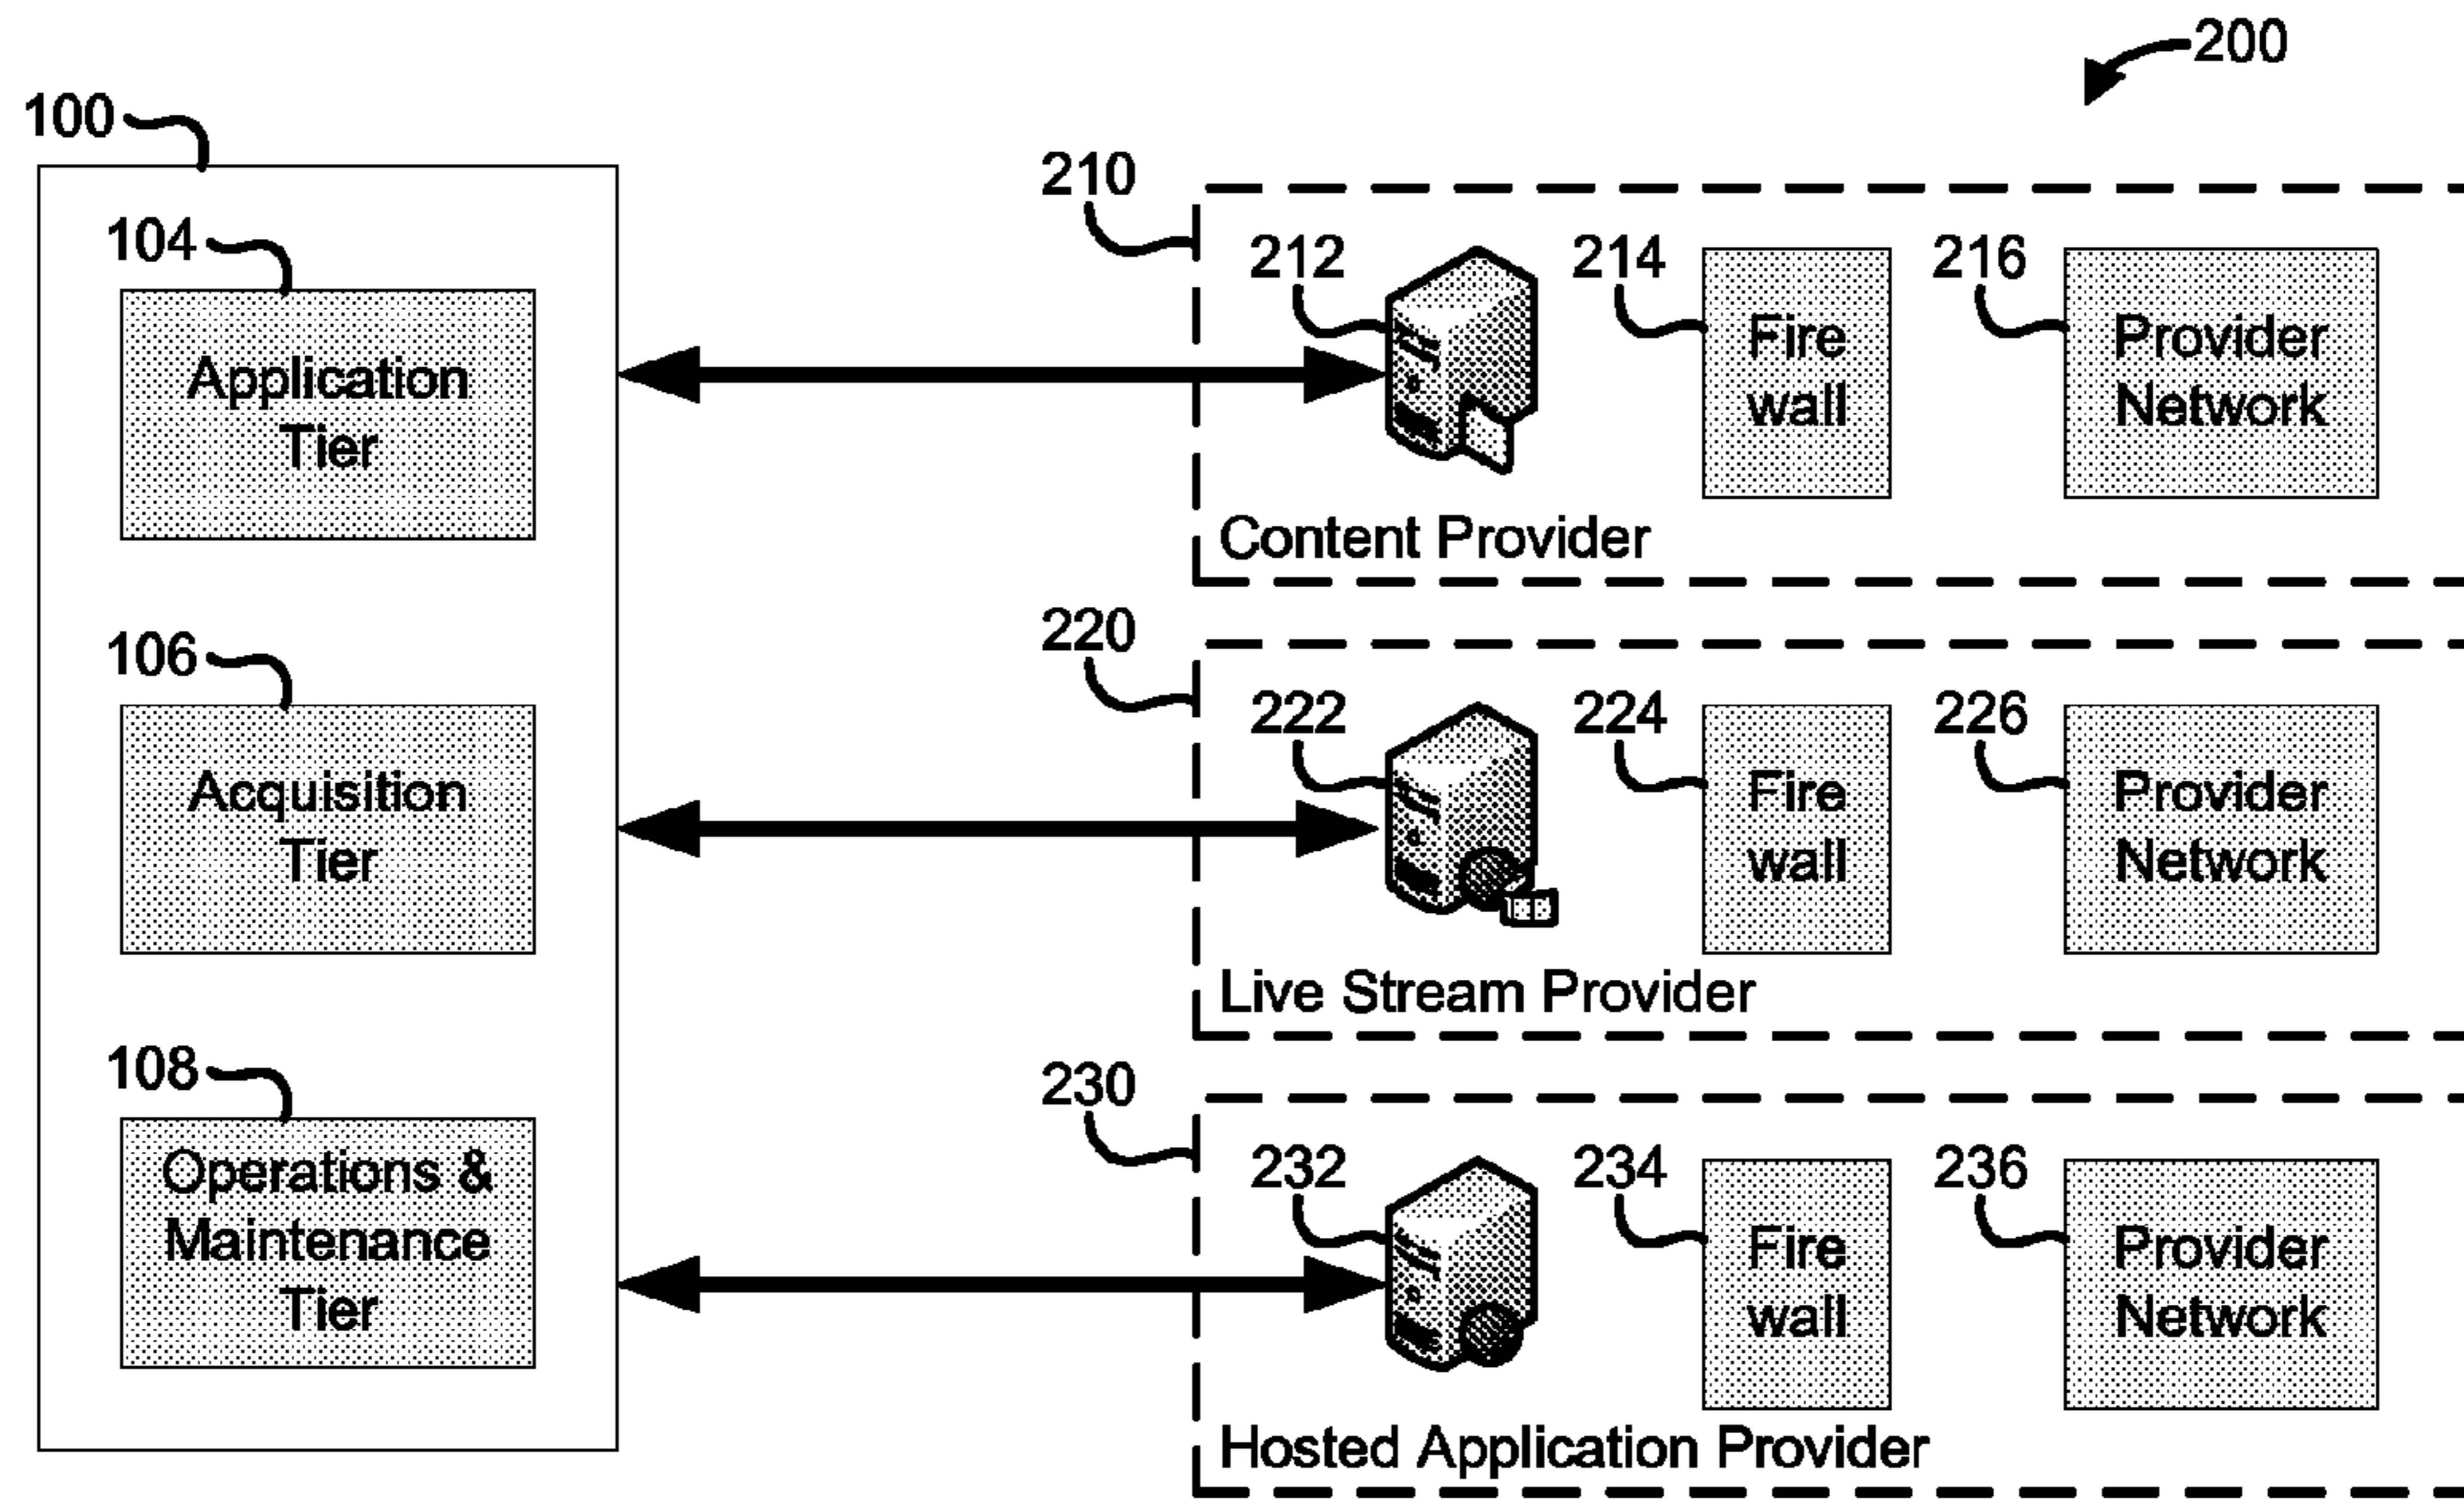 200
100
104
Application
Tier
106
Acquisition
Tier
108
Operations &
Maintenance
Tier
210
212
214
Fire
wall
216
Provider
Network
Content Provider
220
222
224
Fire
wall
226
Provider
Network
Live Stream Provider
230
232
234
Fire
wall
236
Provider
Network
Hosted Application Provider